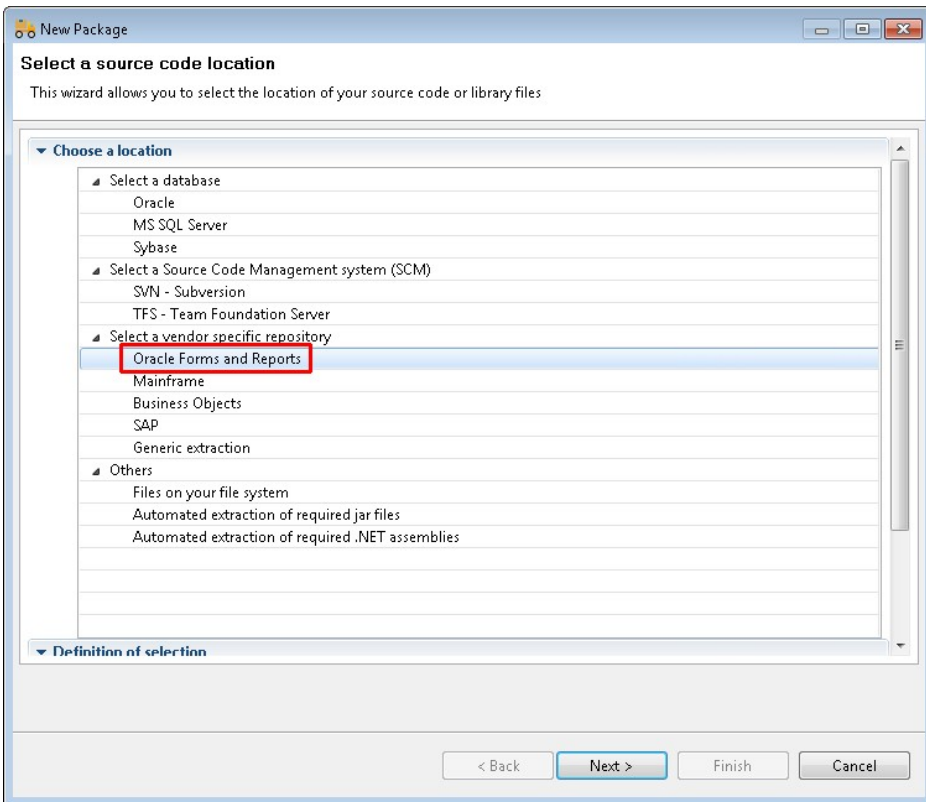 New Package
Select a source code location
This wizard allows you to select the location of your source code or library files
Choose a location
Select a database
Oracle
MS SQL Server
Sybase
Select a Source Code Management system (SCM)
SVN - Subversion
TFS - Team Foundation Server
Select a vendor specific repository
Oracle Forms and Reports
Mainframe
Business Objects
SAP
Generic extraction
Others
Files on your file system
Automated extraction of required jar files
Automated extraction of required .NET assemblies
Definition of selection
< Back Next > Finish Cancel